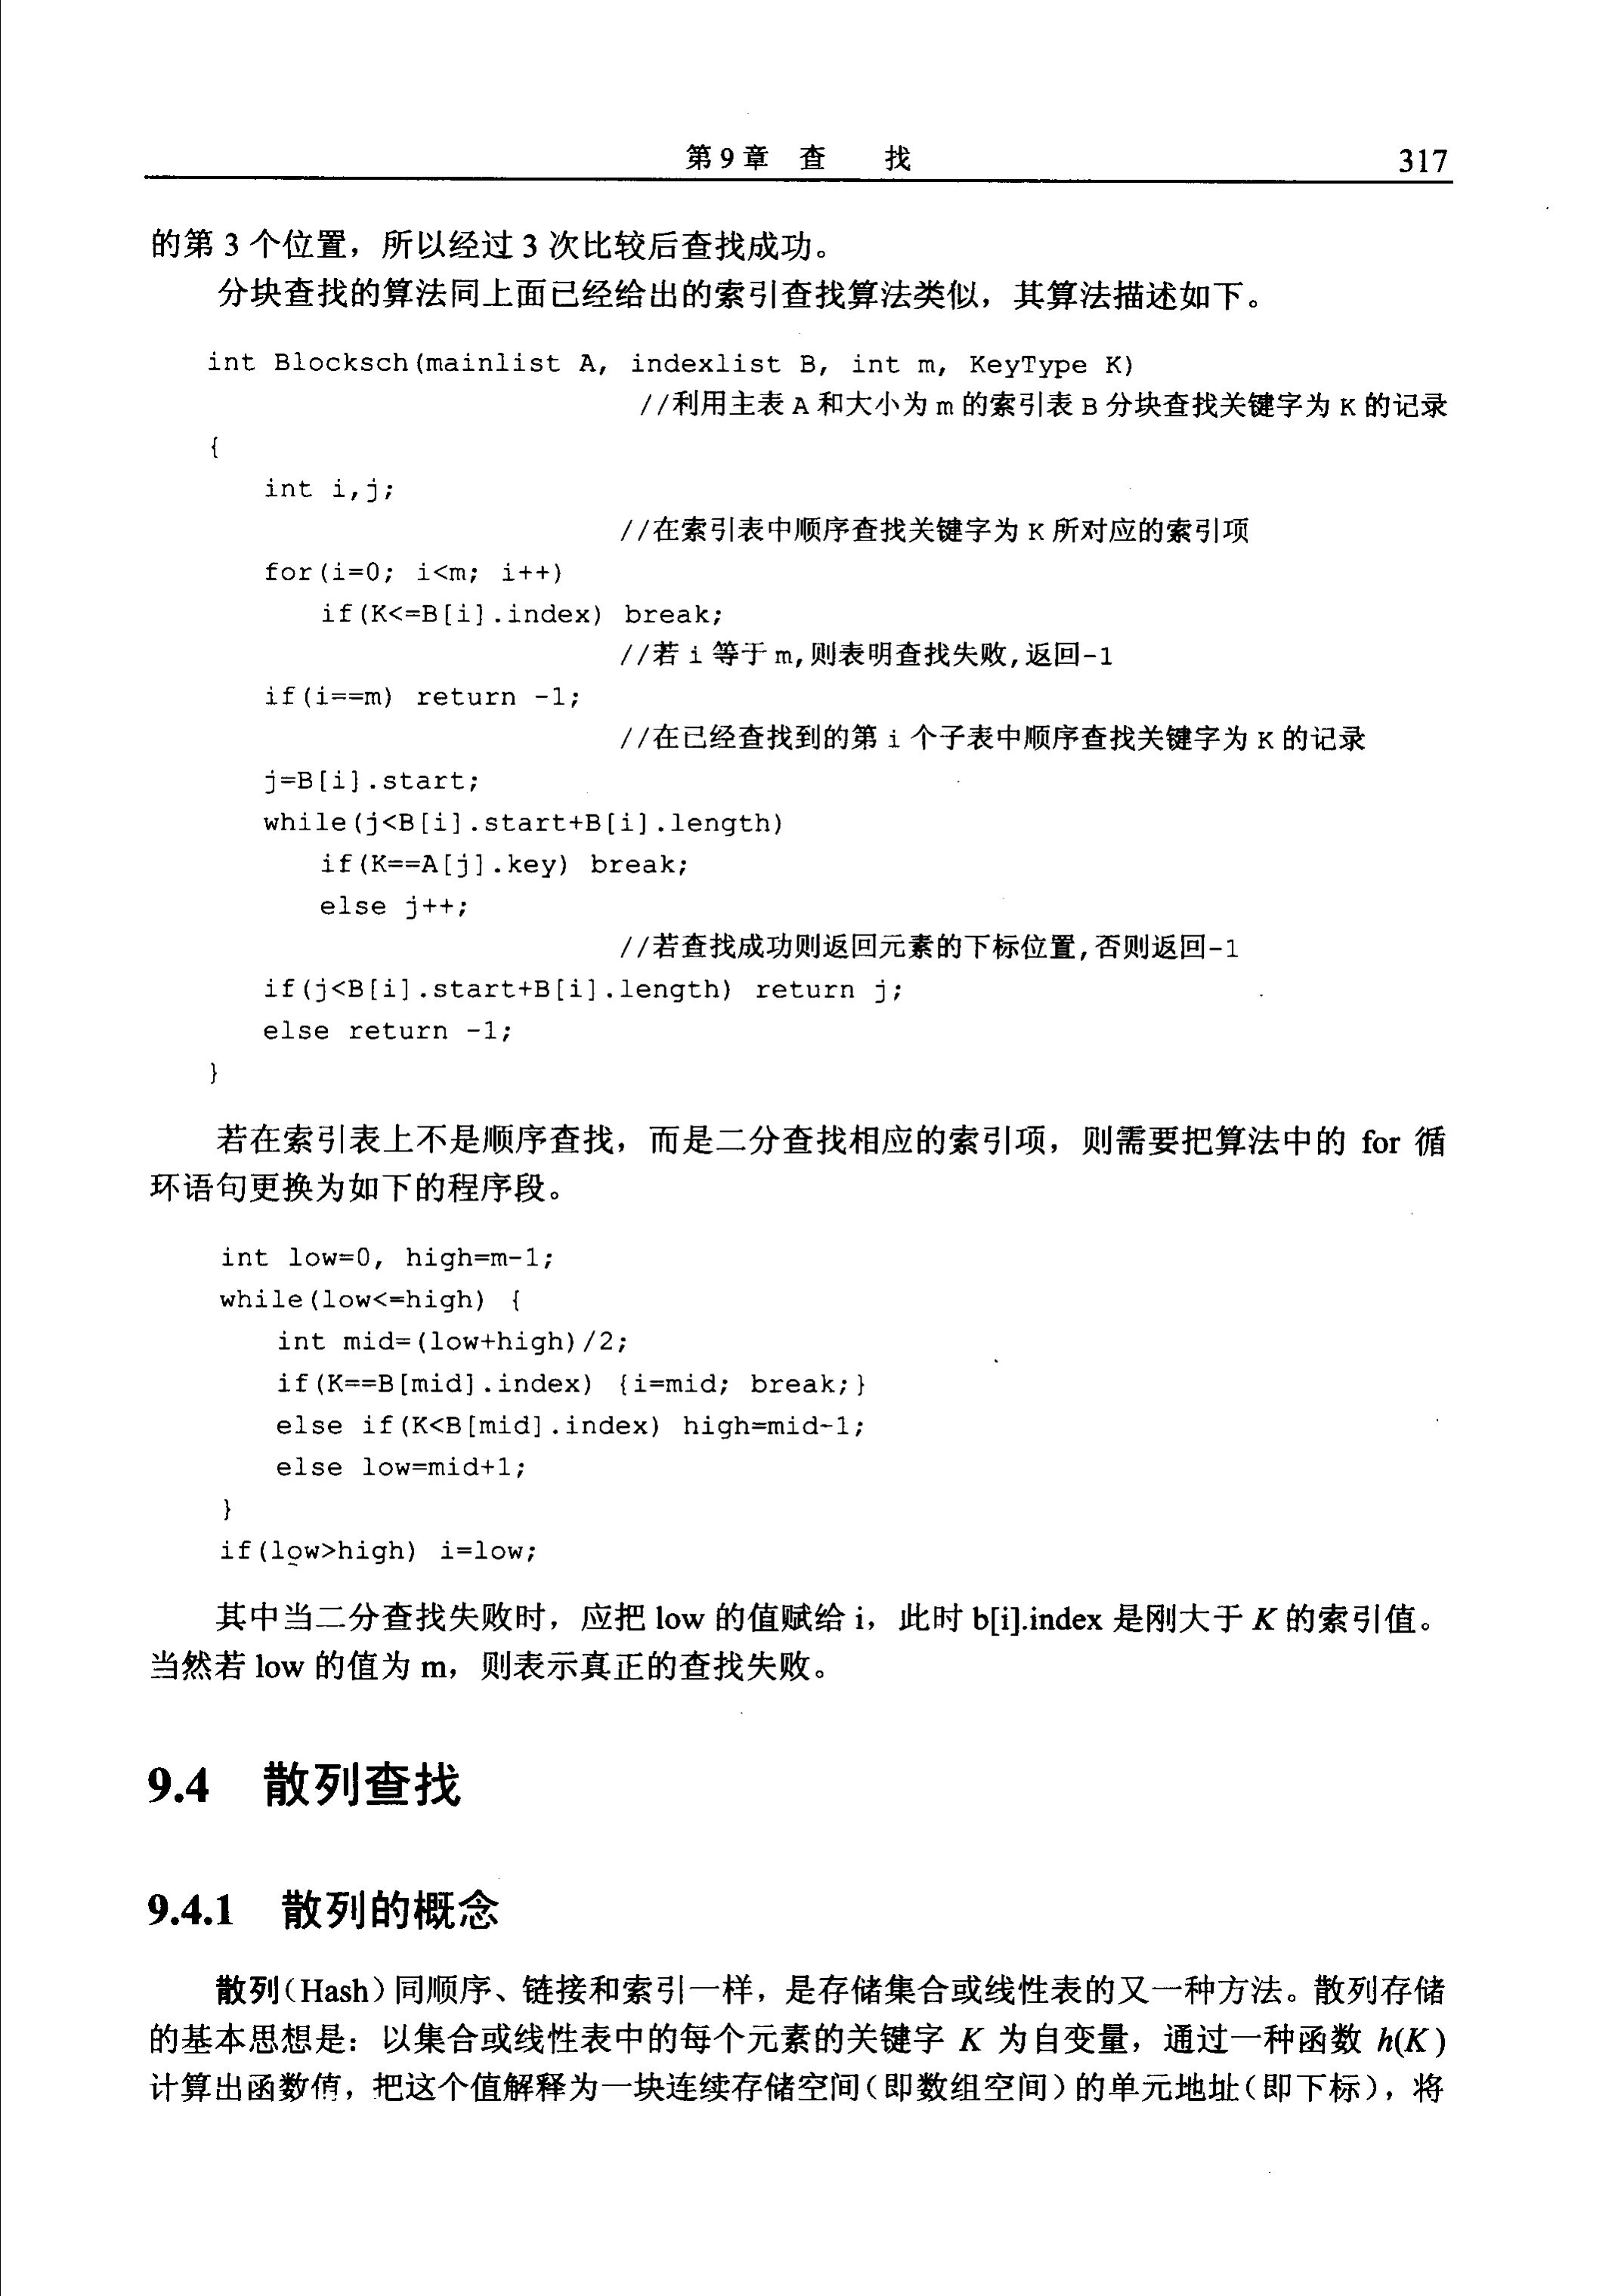 第 9 章 查 找 317
的第 3 个位置，所以经过 3 次比较后查找成功。
分块查找的算法同上面已经给出的索引查找算法类似，其算法描述如下。
int Blocksch(mainlist A, indexlist B, int m, KeyType K)
//利用主表 A 和大小为 m 的索引表 B 分块查找关键字为 K 的记录
{
int i,j;
//在索引表中顺序查找关键字为 K 所对应的索引项
for(i=0; i<m; i++)
if(K<=B[i].index) break;
//若 i 等于 m,则表明查找失败,返回-1
if(i==m) return -1;
//在已经查找到的第 i 个子表中顺序查找关键字为 K 的记录
j=B[i].start;
while(j<B[i].start+B[i].length)
if(K==A[j].key) break;
else j++;
//若查找成功则返回元素的下标位置,否则返回-1
if(j<B[i].start+B[i].length) return j;
else return -1;
}
若在索引表上不是顺序查找，而是二分查找相应的索引项，则需要把算法中的 for 循
环语句更换为如下的程序段。
int low=0, high=m-1;
while(low<=high) {
int mid=(low+high)/2;
if(K==B[mid].index) {i=mid; break;}
else if(K<B[mid].index) high=mid-1;
else low=mid+1;
}
if(low>high) i=low;
其中当二分查找失败时，应把 low 的值赋给 i，此时 b[i].index 是刚大于 K 的索引值。
当然若 low 的值为 m，则表示真正的查找失败。
9.4 散列查找
9.4.1 散列的概念
散列(Hash)同顺序、链接和索引一样，是存储集合或线性表的又一种方法。散列存储
的基本思想是：以集合或线性表中的每个元素的关键字 K 为自变量，通过一种函数 h(K)
计算出函数值，把这个值解释为一块连续存储空间(即数组空间)的单元地址(即下标)，将